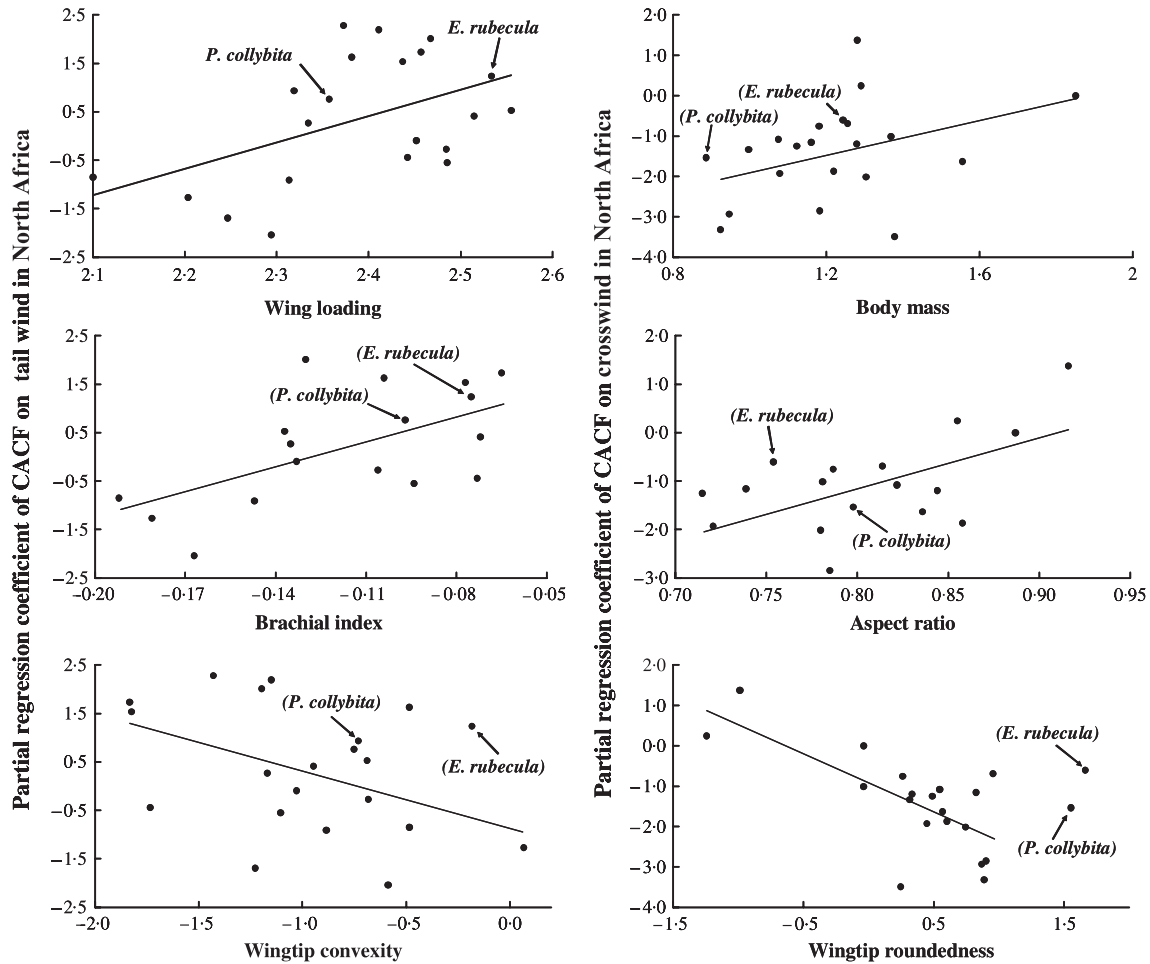 Partial regression coefficient of CACF on tail wind in North Africa
2·5
1·5
0·5
−0·5
−1·5
−2·5
P. collybita
E. rubecula
2·1 2·2 2·3 2·4 2·5 2·6
Wing loading
2·5
1·5
0·5
−0·5
−1·5
−2·5
(E. rubecula)
(P. collybita)
−0·20 −0·17 −0·14 −0·11 −0·08 −0·05
Brachial index
2·5
1·5
0·5
−0·5
−1·5
−2·5
(P. collybita)
(E. rubecula)
−2·0 −1·5 −1·0 −0·5 0·0
Wingtip convexity
Partial regression coefficient of CACF on crosswind in North Africa
2·0
1·0
0·0
−1·0
−2·0
−3·0
−4·0
(E. rubecula)
(P. collybita)
0·8 1·2 1·6 2
Body mass
2·0
1·0
0·0
−1·0
−2·0
−3·0
(E. rubecula)
(P. collybita)
0·70 0·75 0·80 0·85 0·90 0·95
Aspect ratio
2·0
1·0
0·0
−1·0
−2·0
−3·0
−4·0
(E. rubecula)
(P. collybita)
−1·5 −0·5 0·5 1·5
Wingtip roundedness